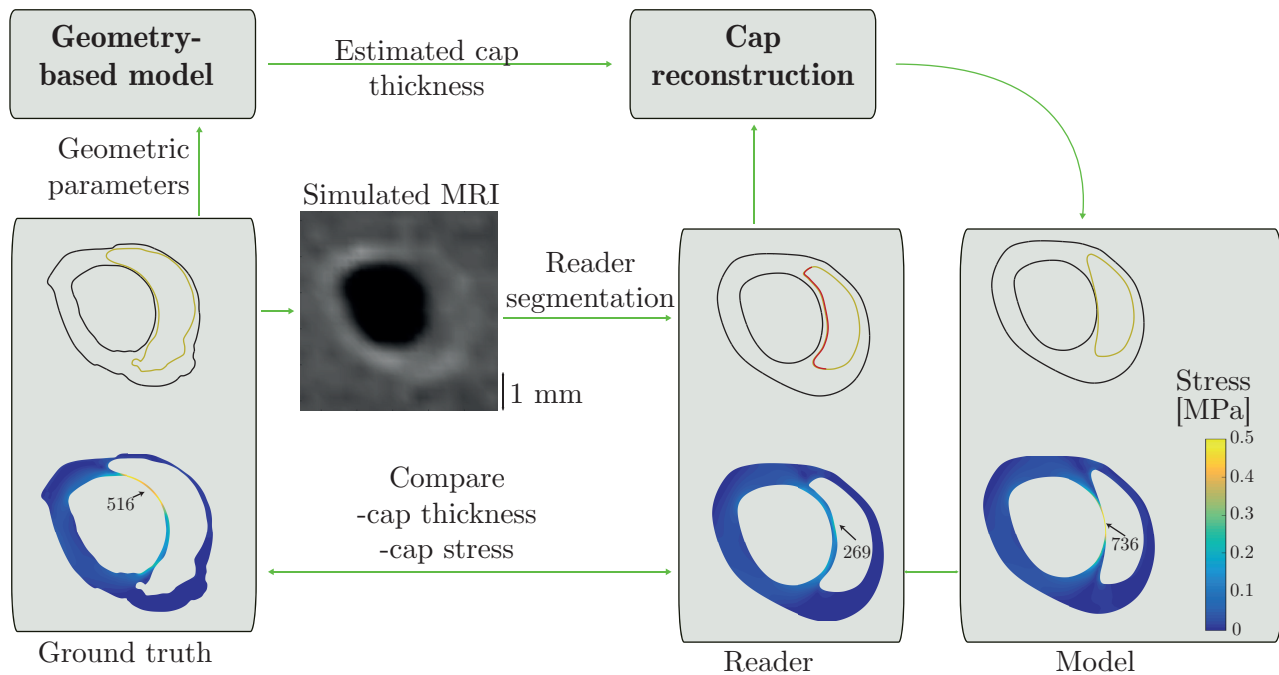 Geometry-
based model
Estimated cap
thickness
Cap
reconstruction
Geometric
parameters
Simulated MRI
Reader
segmentation
1 mm
Stress
[MPa]
0.5
0.4
0.3
0.2
0.1
0
516
Compare
-cap thickness
-cap stress
269
736
Ground truth
Reader
Model